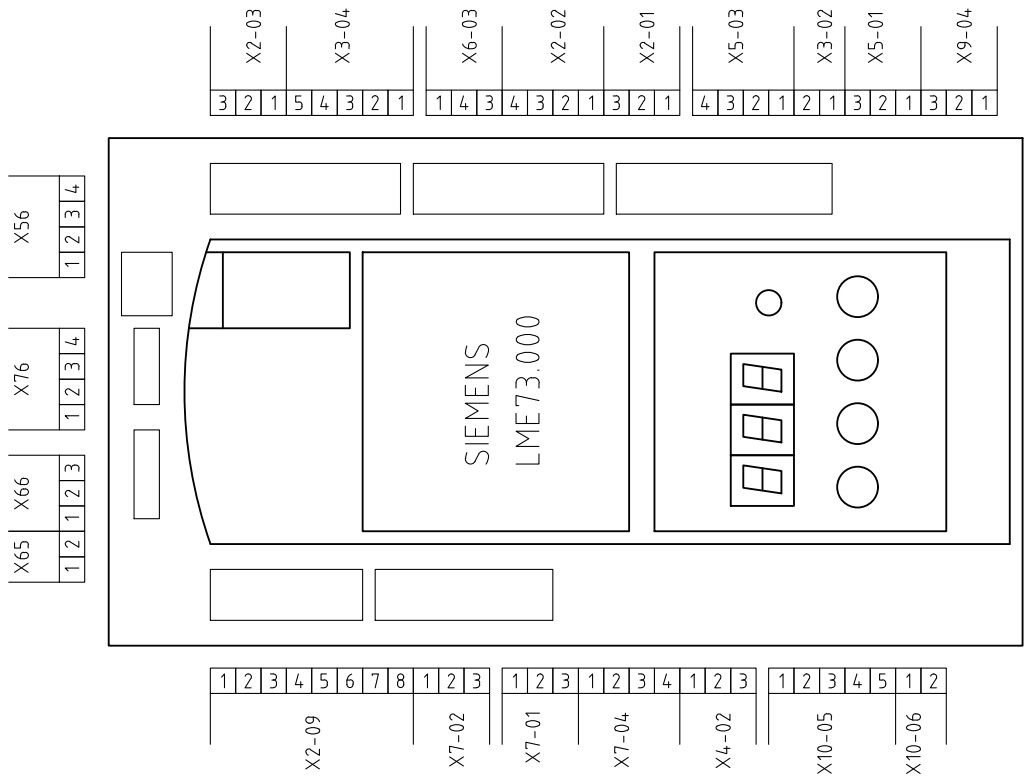 X2-03 X3-04 X6-03 X2-02 X2-01 X5-03 X3-02 X5-01 X9-04
3 2 1 5 4 3 2 1 1 4 3 4 3 2 1 3 2 1 4 3 2 1 2 1 3 2 1 3 2 1
X56
1 2 3 4
X76
1 2 3 4
X66
1 2 3
X65
1 2
SIEMENS
LME73.000
1 2 3 4 5 6 7 8 1 2 3 1 2 3 1 2 3 4 1 2 3 1 2 3 4 5 1 2
X2-09 X7-02 X7-01 X7-04 X4-02 X10-05 X10-06